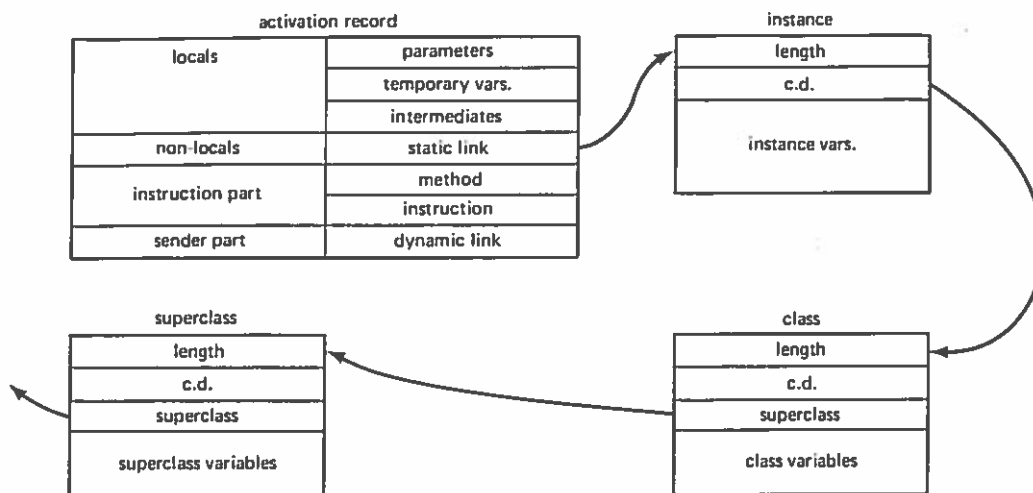 activation record
locals
parameters
temporary vars.
intermediates
non-locals
static link
instruction part
method
instruction
sender part
dynamic link
instance
length
c.d.
instance vars.
superclass
length
c.d.
superclass
superclass variables
class
length
c.d.
superclass
class variables